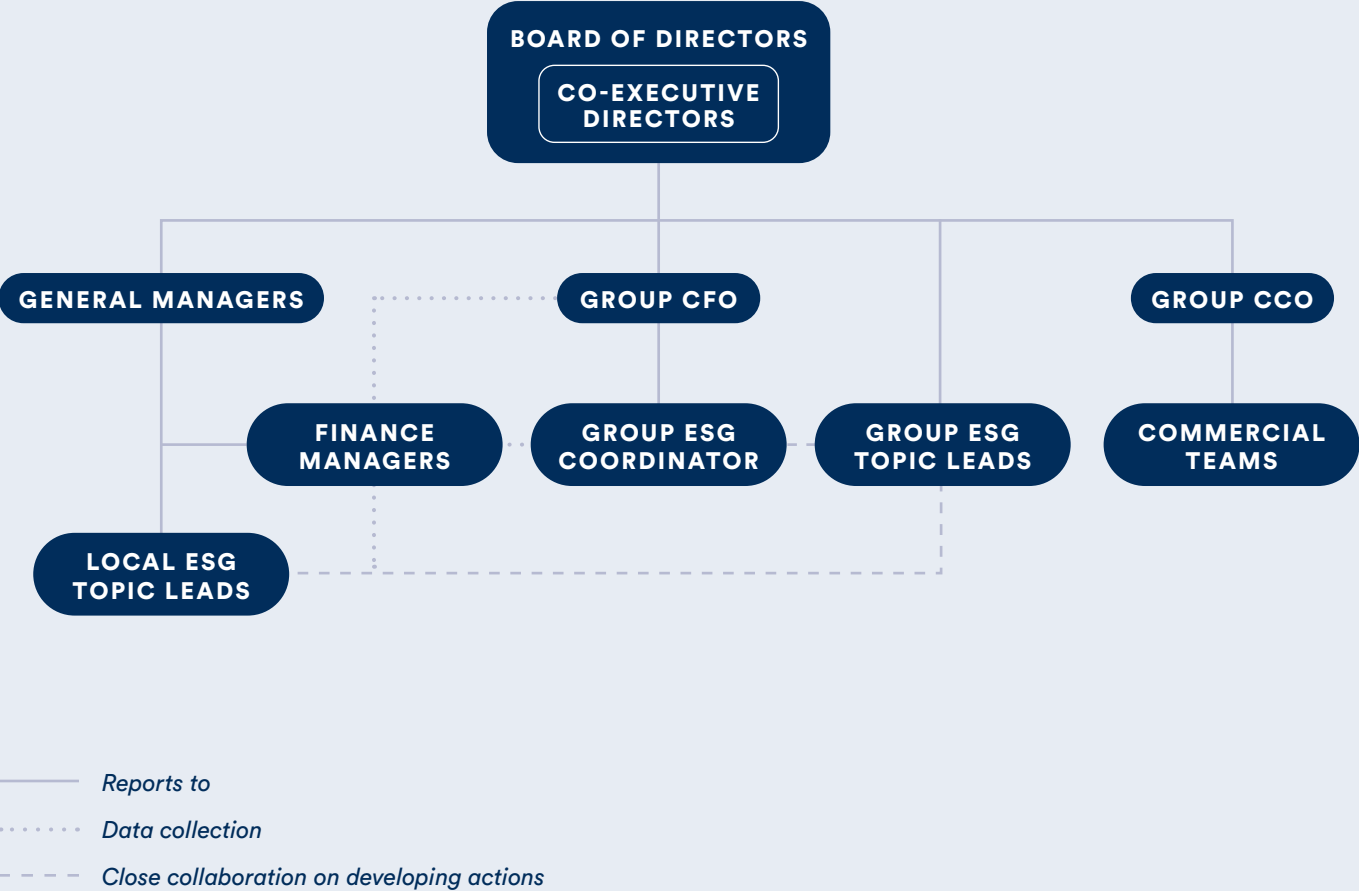 BOARD OF DIRECTORS
CO-EXECUTIVE
DIRECTORS
GENERAL MANAGERS
GROUP CFO
GROUP CCO
FINANCE
MANAGERS
GROUP ESG
COORDINATOR
GROUP ESG
TOPIC LEADS
COMMERCIAL
TEAMS
LOCAL ESG
TOPIC LEADS
Reports to
Data collection
Close collaboration on developing actions